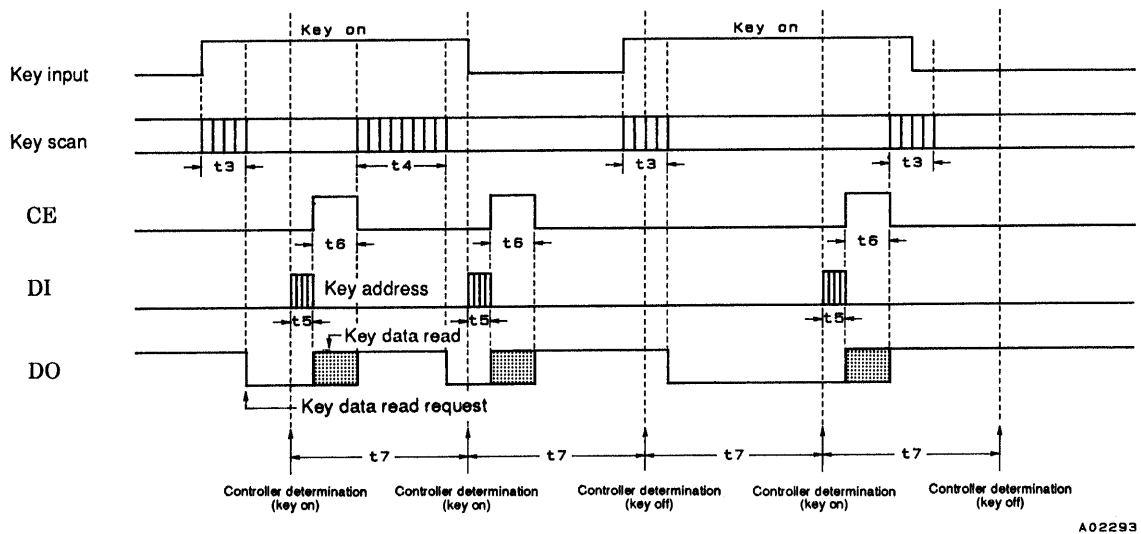 Key on
Key on
Key input
Key scan
t3
t4
t3
t3
CE
t6
t6
t6
DI
Key address
t5
t5
t5
Key data read
DO
Key data read request
t7
t7
t7
t7
Controller determination
(key on)
Controller determination
(key on)
Controller determination
(key off)
Controller determination
(key on)
Controller determination
(key off)
A02293